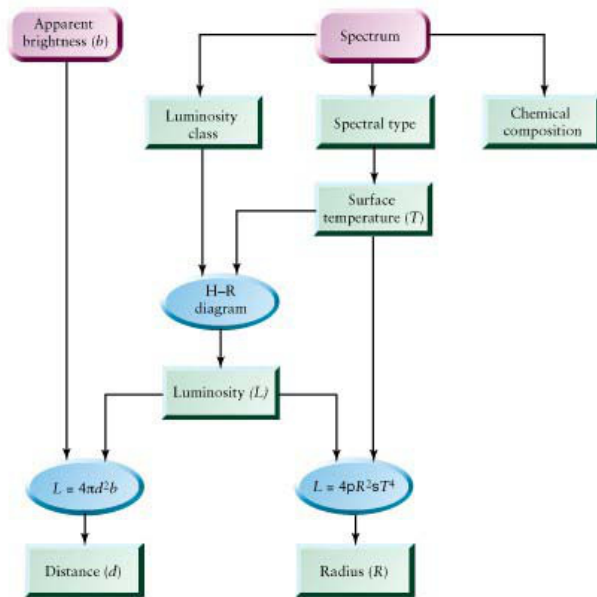 Apparent
brightness (b)
Spectrum
Luminosity
class
Spectral type
Chemical
composition
Surface
temperature (T)
H–R
diagram
Luminosity (L)
L = 4πd²b
L = 4pR²sT⁴
Distance (d)
Radius (R)